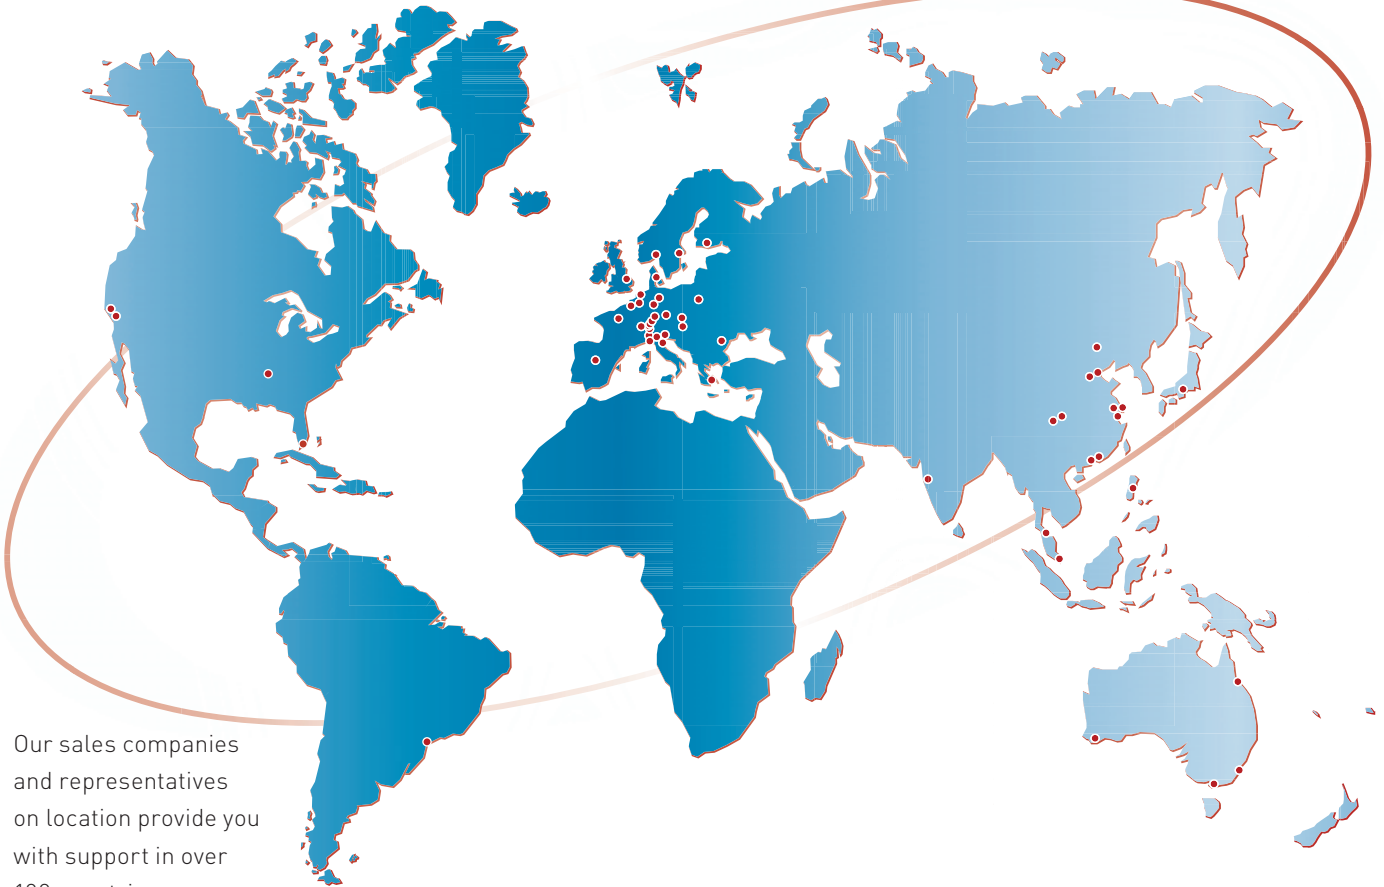 Our sales companies
and representatives
on location provide you
with support in over